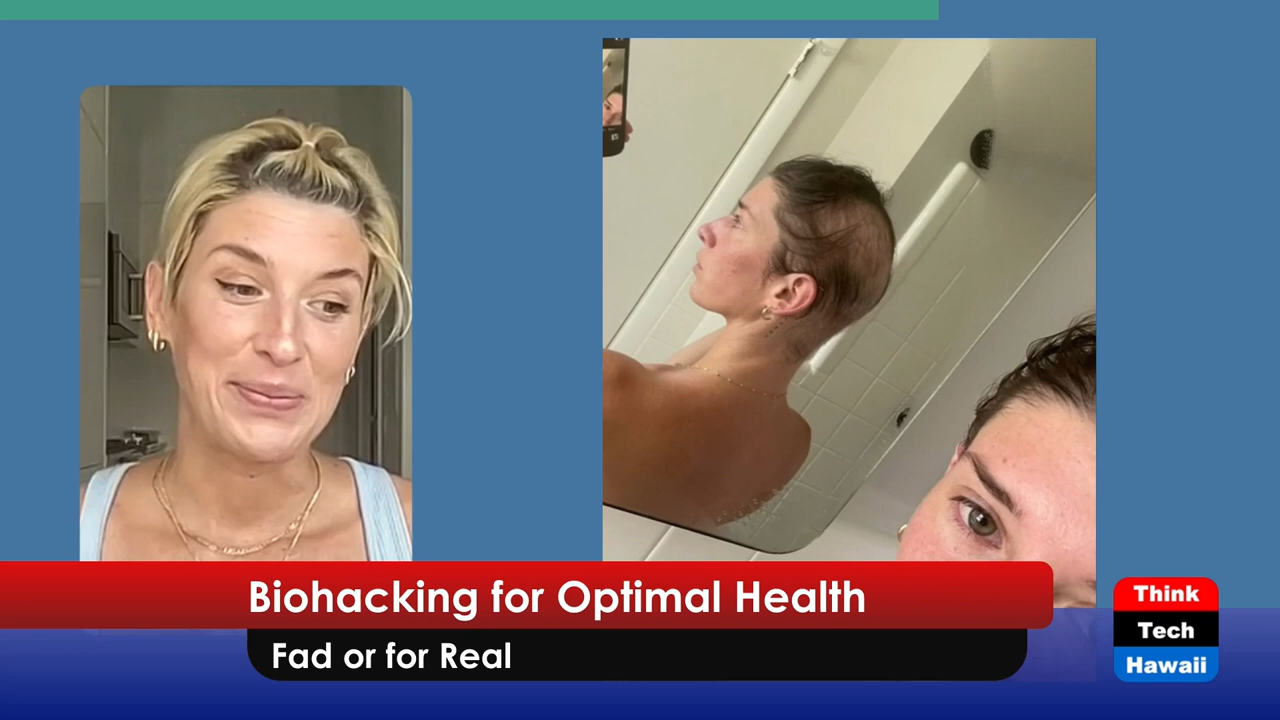 Biohacking for Optimal Health
Fad or for Real
Think
Tech
Hawaii